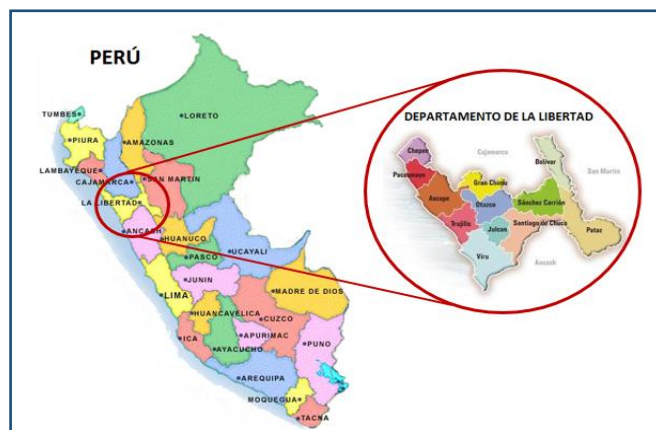 PERÚ
TUMBES
LORETO
PIURA
AMAZONAS
LAMBAYEQUE
CAJAMARCA
SAN MARTIN
LA LIBERTAD
ANCASH
HUANUCO
PASCO
UCAYALI
JUNIN
LIMA
MADRE DE DIOS
HUANCAVELICA
CUZCO
ICA
APURIMAC
AYACUCHO
PUNO
AREQUIPA
MOQUEGUA
TACNA
DEPARTAMENTO DE LA LIBERTAD
Chepen
Cajamarca
Bolivar
San Martin
Pacasmayo
Gran Chimu
Ascope
Otuzco
Sánchez Carrión
Trujillo
Julcan
Santiago de Chuco
Pataz
Viru
Ancash